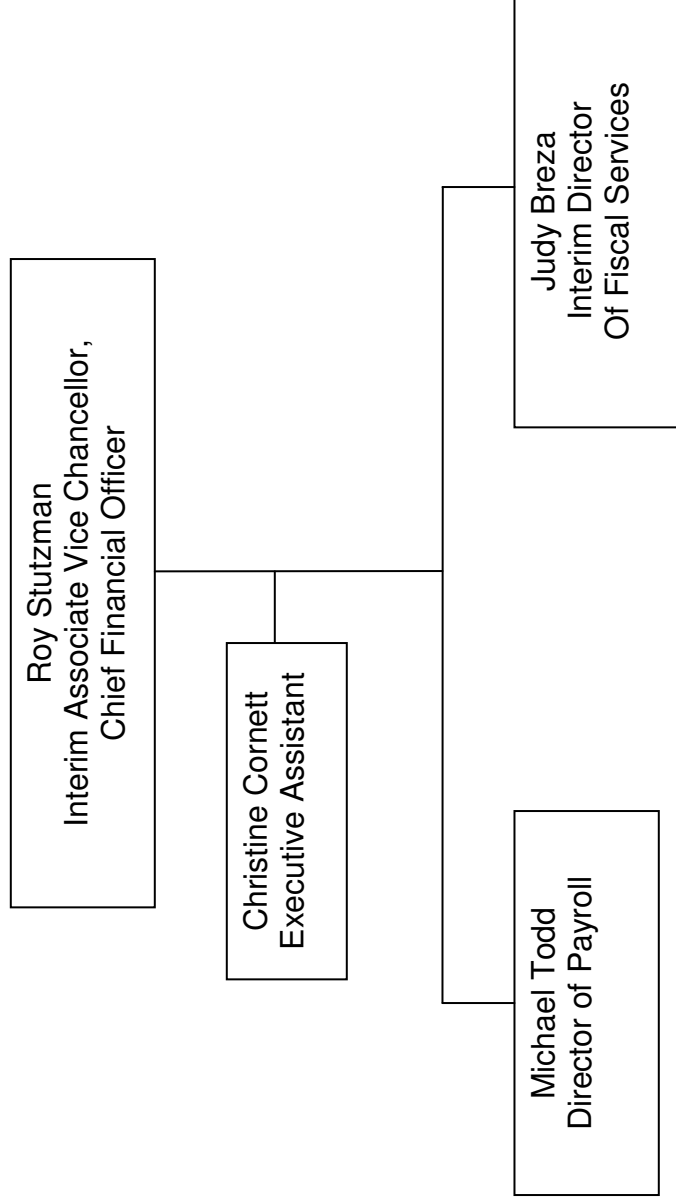 Roy Stutzman
Interim Associate Vice Chancellor,
Chief Financial Officer
Christine Cornett
Executive Assistant
Michael Todd
Director of Payroll
Judy Breza
Interim Director
Of Fiscal Services